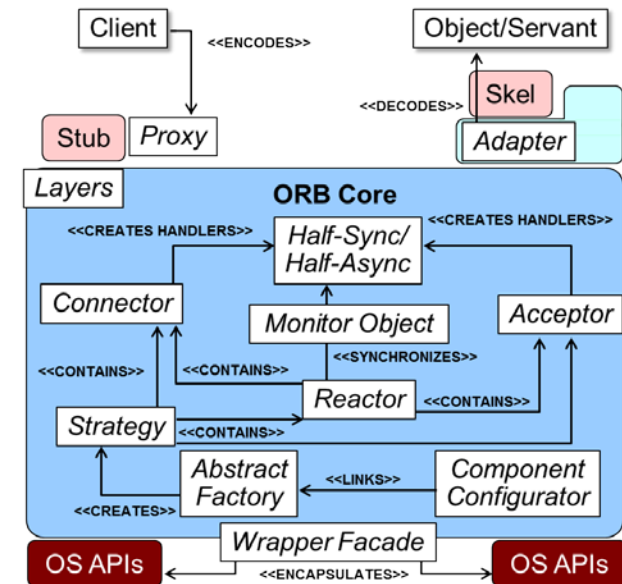 Client
Object/Servant
<<ENCODES>>
Skel
<<DECODES>>
Stub
Proxy
Adapter
Layers
ORB Core
<<CREATES HANDLERS>>
<<CREATES HANDLERS>>
Half-Sync/
Half-Async
Connector
Monitor Object
Acceptor
<<SYNCHRONIZES>>
<<CONTAINS>>
<<CONTAINS>>
Reactor
<<CONTAINS>>
Strategy
<<CONTAINS>>
Abstract
Factory
<<LINKS>>
Component
Configurator
<<CREATES>>
Wrapper Facade
OS APIs
OS APIs
<<ENCAPSULATES>>